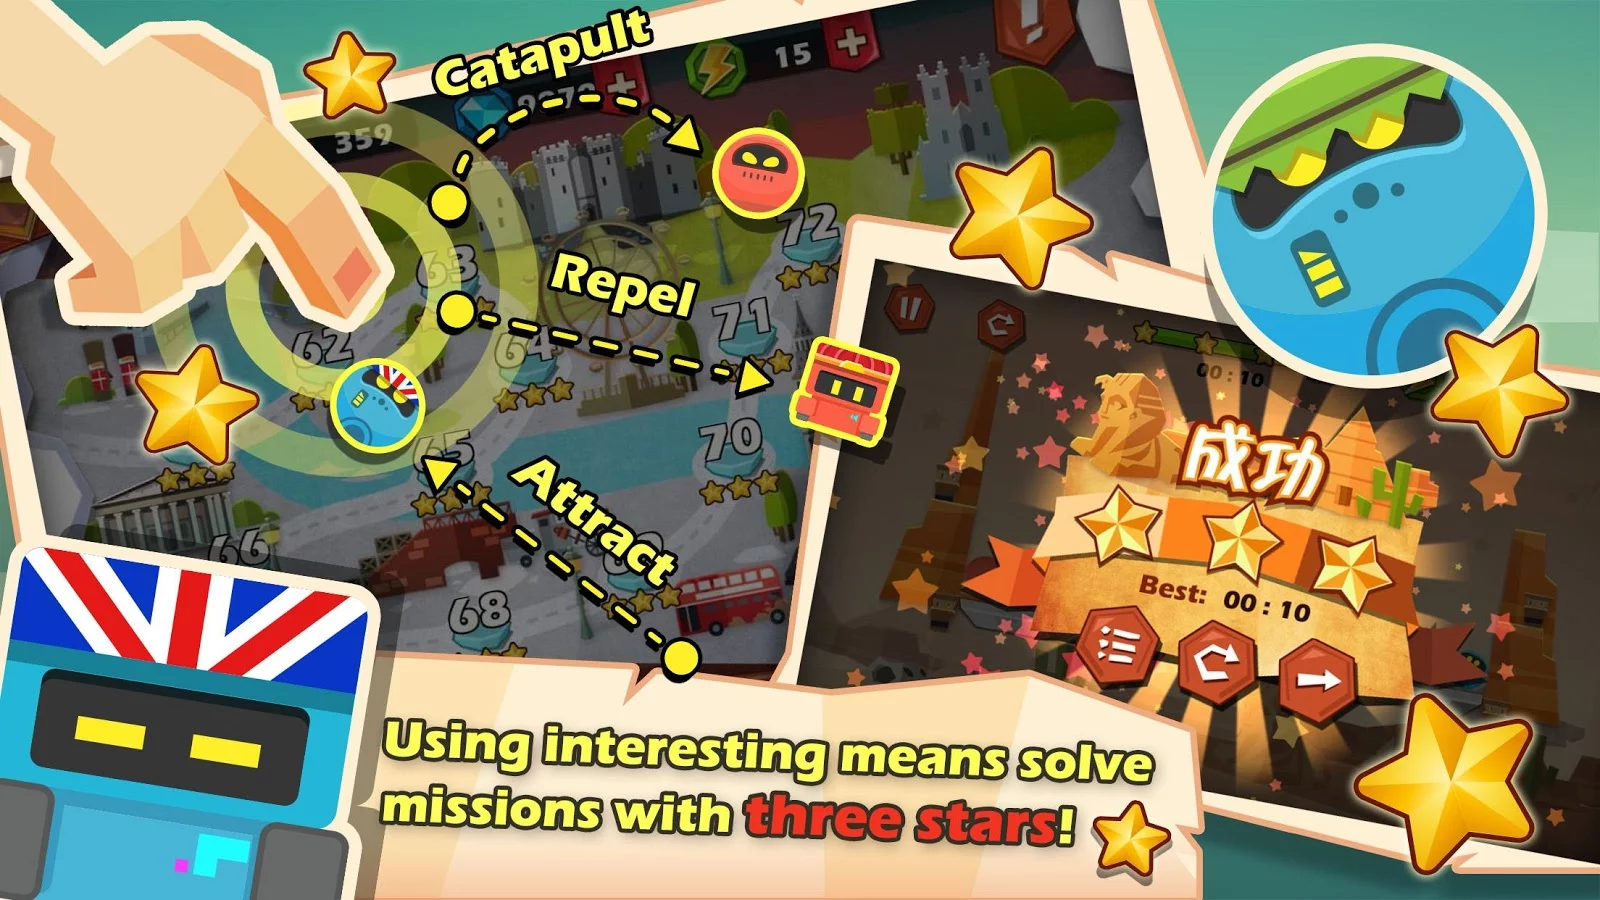 Catapult
15
359
9272
72
63
Repel
71
62
64
00:10
成功
65
70
Attract
66
Best: 00:10
68
Using interesting means solve
missions with three stars!